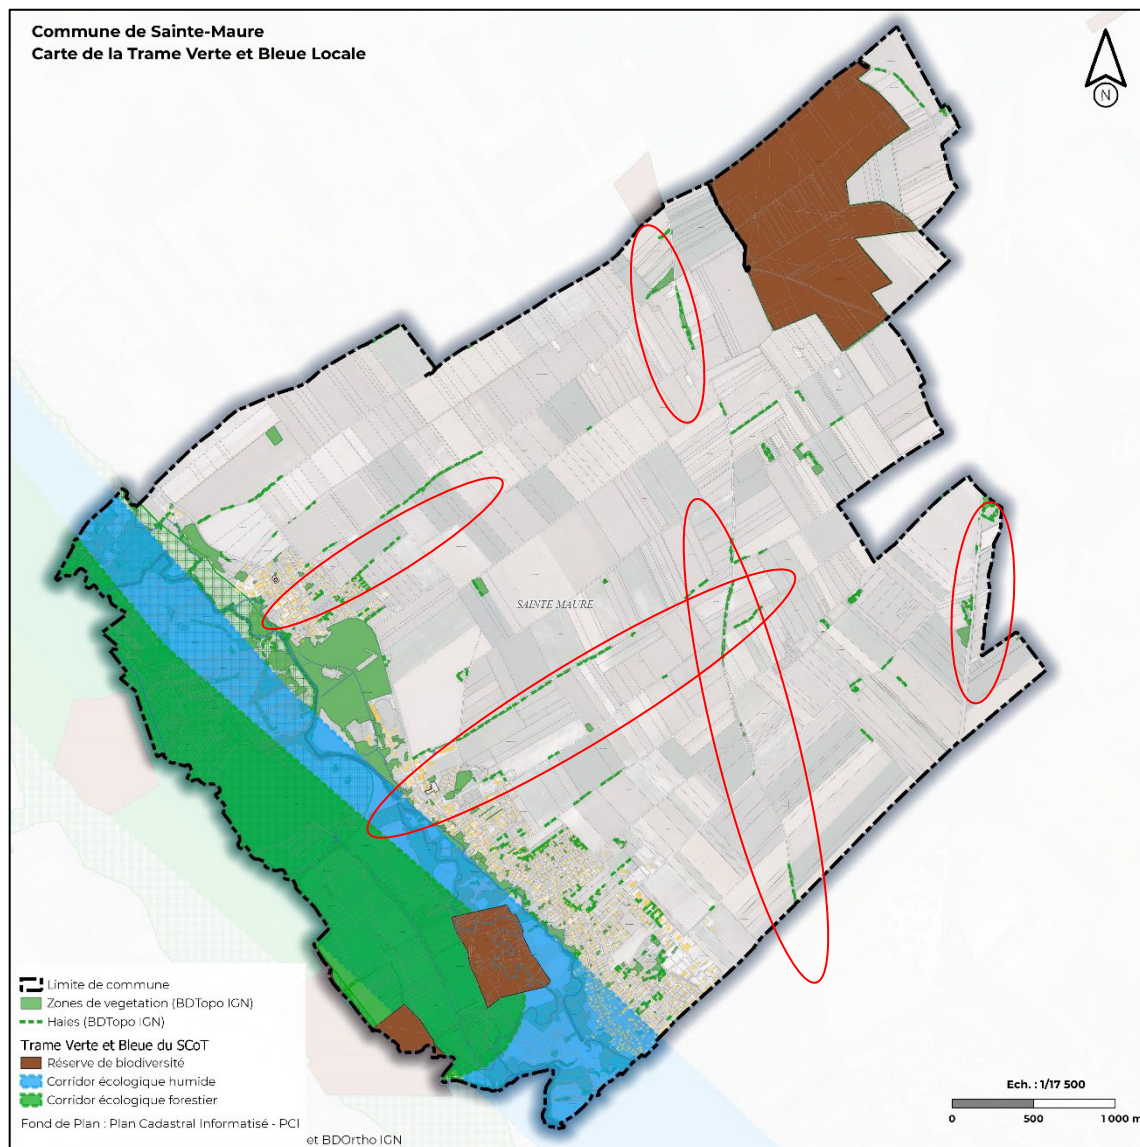 Commune de Sainte-Maure
Carte de la Trame Verte et Bleue Locale
N
SAINTE MAURE
Limite de commune
Zones de vegetation (BDTopo IGN)
Haies (BDTopo IGN)
Trame Verte et Bleue du SCoT
Réserve de biodiversité
Corridor écologique humide
Corridor écologique forestier
Fond de Plan : Plan Cadastral Informatisé - PCI
et BDOrtho IGN
Ech. : 1/17 500
0 500 1 000 m